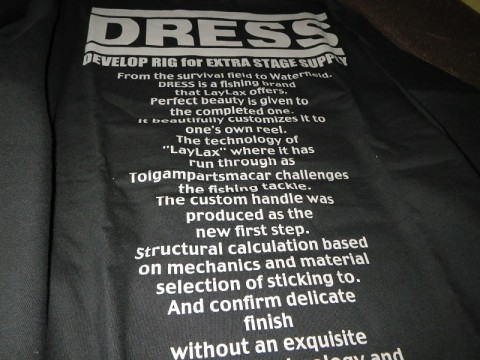 DRESS
DEVELOP RIG for EXTRA STAGE SUPPLY
From the survival field to Waterfield.
DRESS is a fishing brand
that LayLax offers.
Perfect beauty is given to
the completed one.
It beautifully customizes it to
one's own reel.
The technology of
"LayLax" where it has
run through as
Toigampartsmacar challenges
the fishing tackle.
The custom handle was
produced as the
new first step.
Structural calculation based
on mechanics and material
selection of sticking to.
And confirm delicate
finish
without an exquisite
and